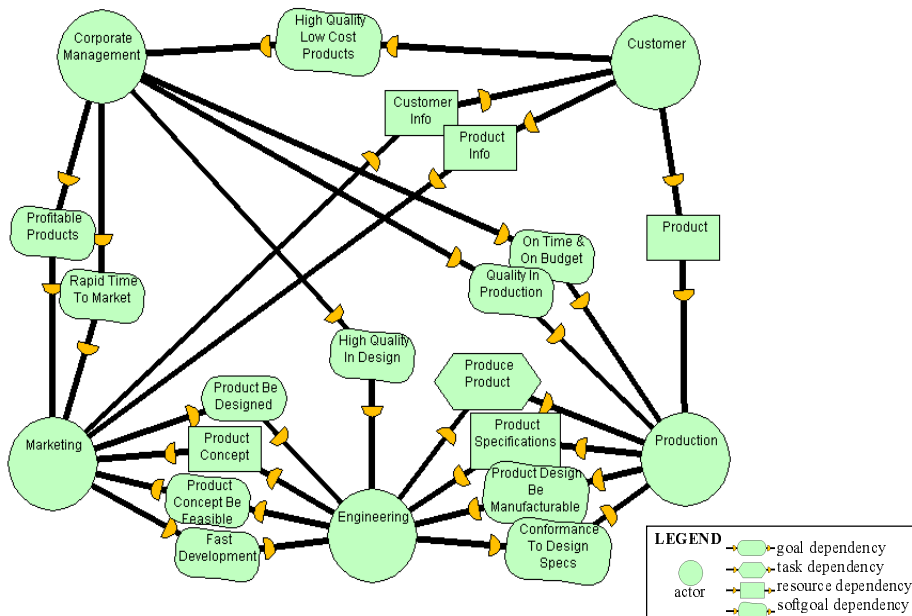 Corporate
Management
High Quality
Low Cost
Products
Customer
Customer
Info
Product
Info
Profitable
Products
Rapid Time
To Market
On Time &
On Budget
Quality In
Production
Product
High Quality
In Design
Product Be
Designed
Produce
Product
Marketing
Product
Concept
Product
Specifications
Production
Product
Concept Be
Feasible
Product Design
Be
Manufacturable
Engineering
Fast
Development
Conformance
To Design
Specs
LEGEND
actor
goal dependency
task dependency
resource dependency
softgoal dependency